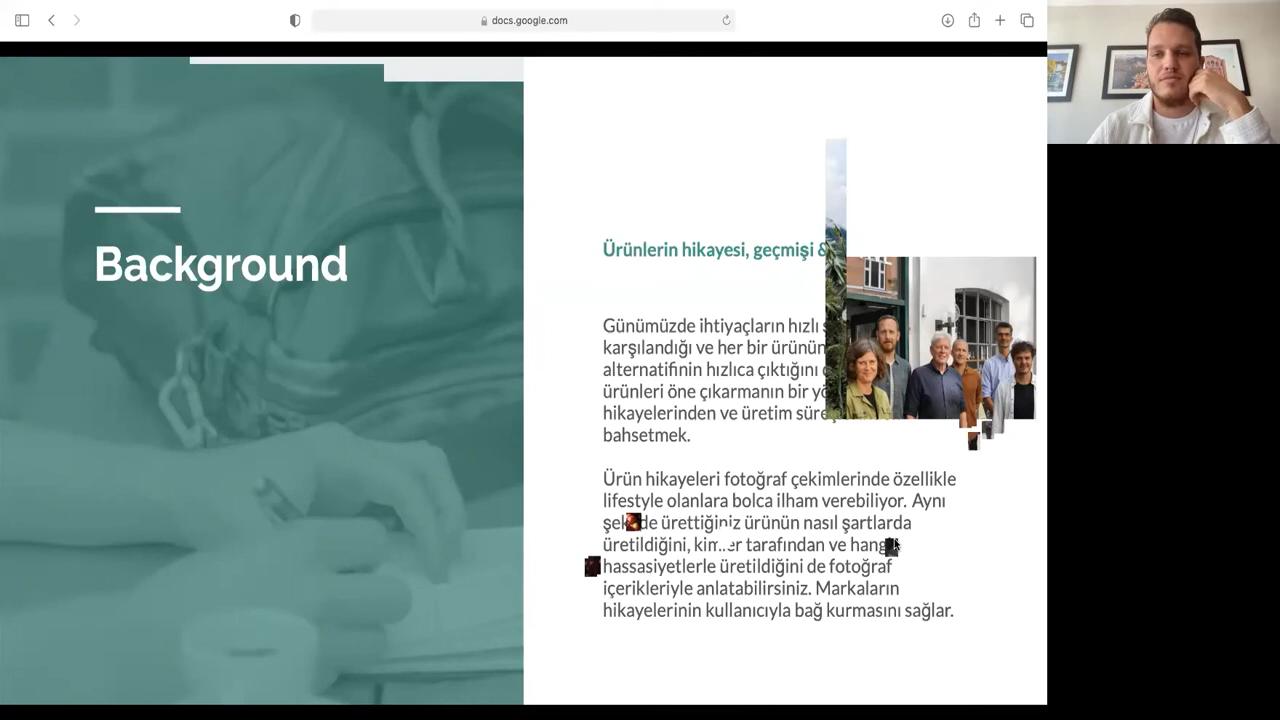 docs.google.com
Background
Ürünlerin hikayesi, geçmişi &
Günümüzde ihtiyaçların hızlı
karşılandığı ve her bir ürünün
alternatifinin hızlıca çıktığını
ürünleri öne çıkarmanın bir
hikayelerinden ve üretim
bahsetmek.
Ürün hikayeleri fotoğraf çekimlerinde özellikle
lifestyle olanlara bolca ilham verebiliyor. Aynı
ürettiğiniz ürünün nasıl şartlarda
üretildiğini, tarafından ve
hassasiyetlerle üretildiğini de fotoğraf
içerikleriyle anlatabilirsiniz. Markaların
hikayelerinin kullanıcıyla bağ kurmasını sağlar.